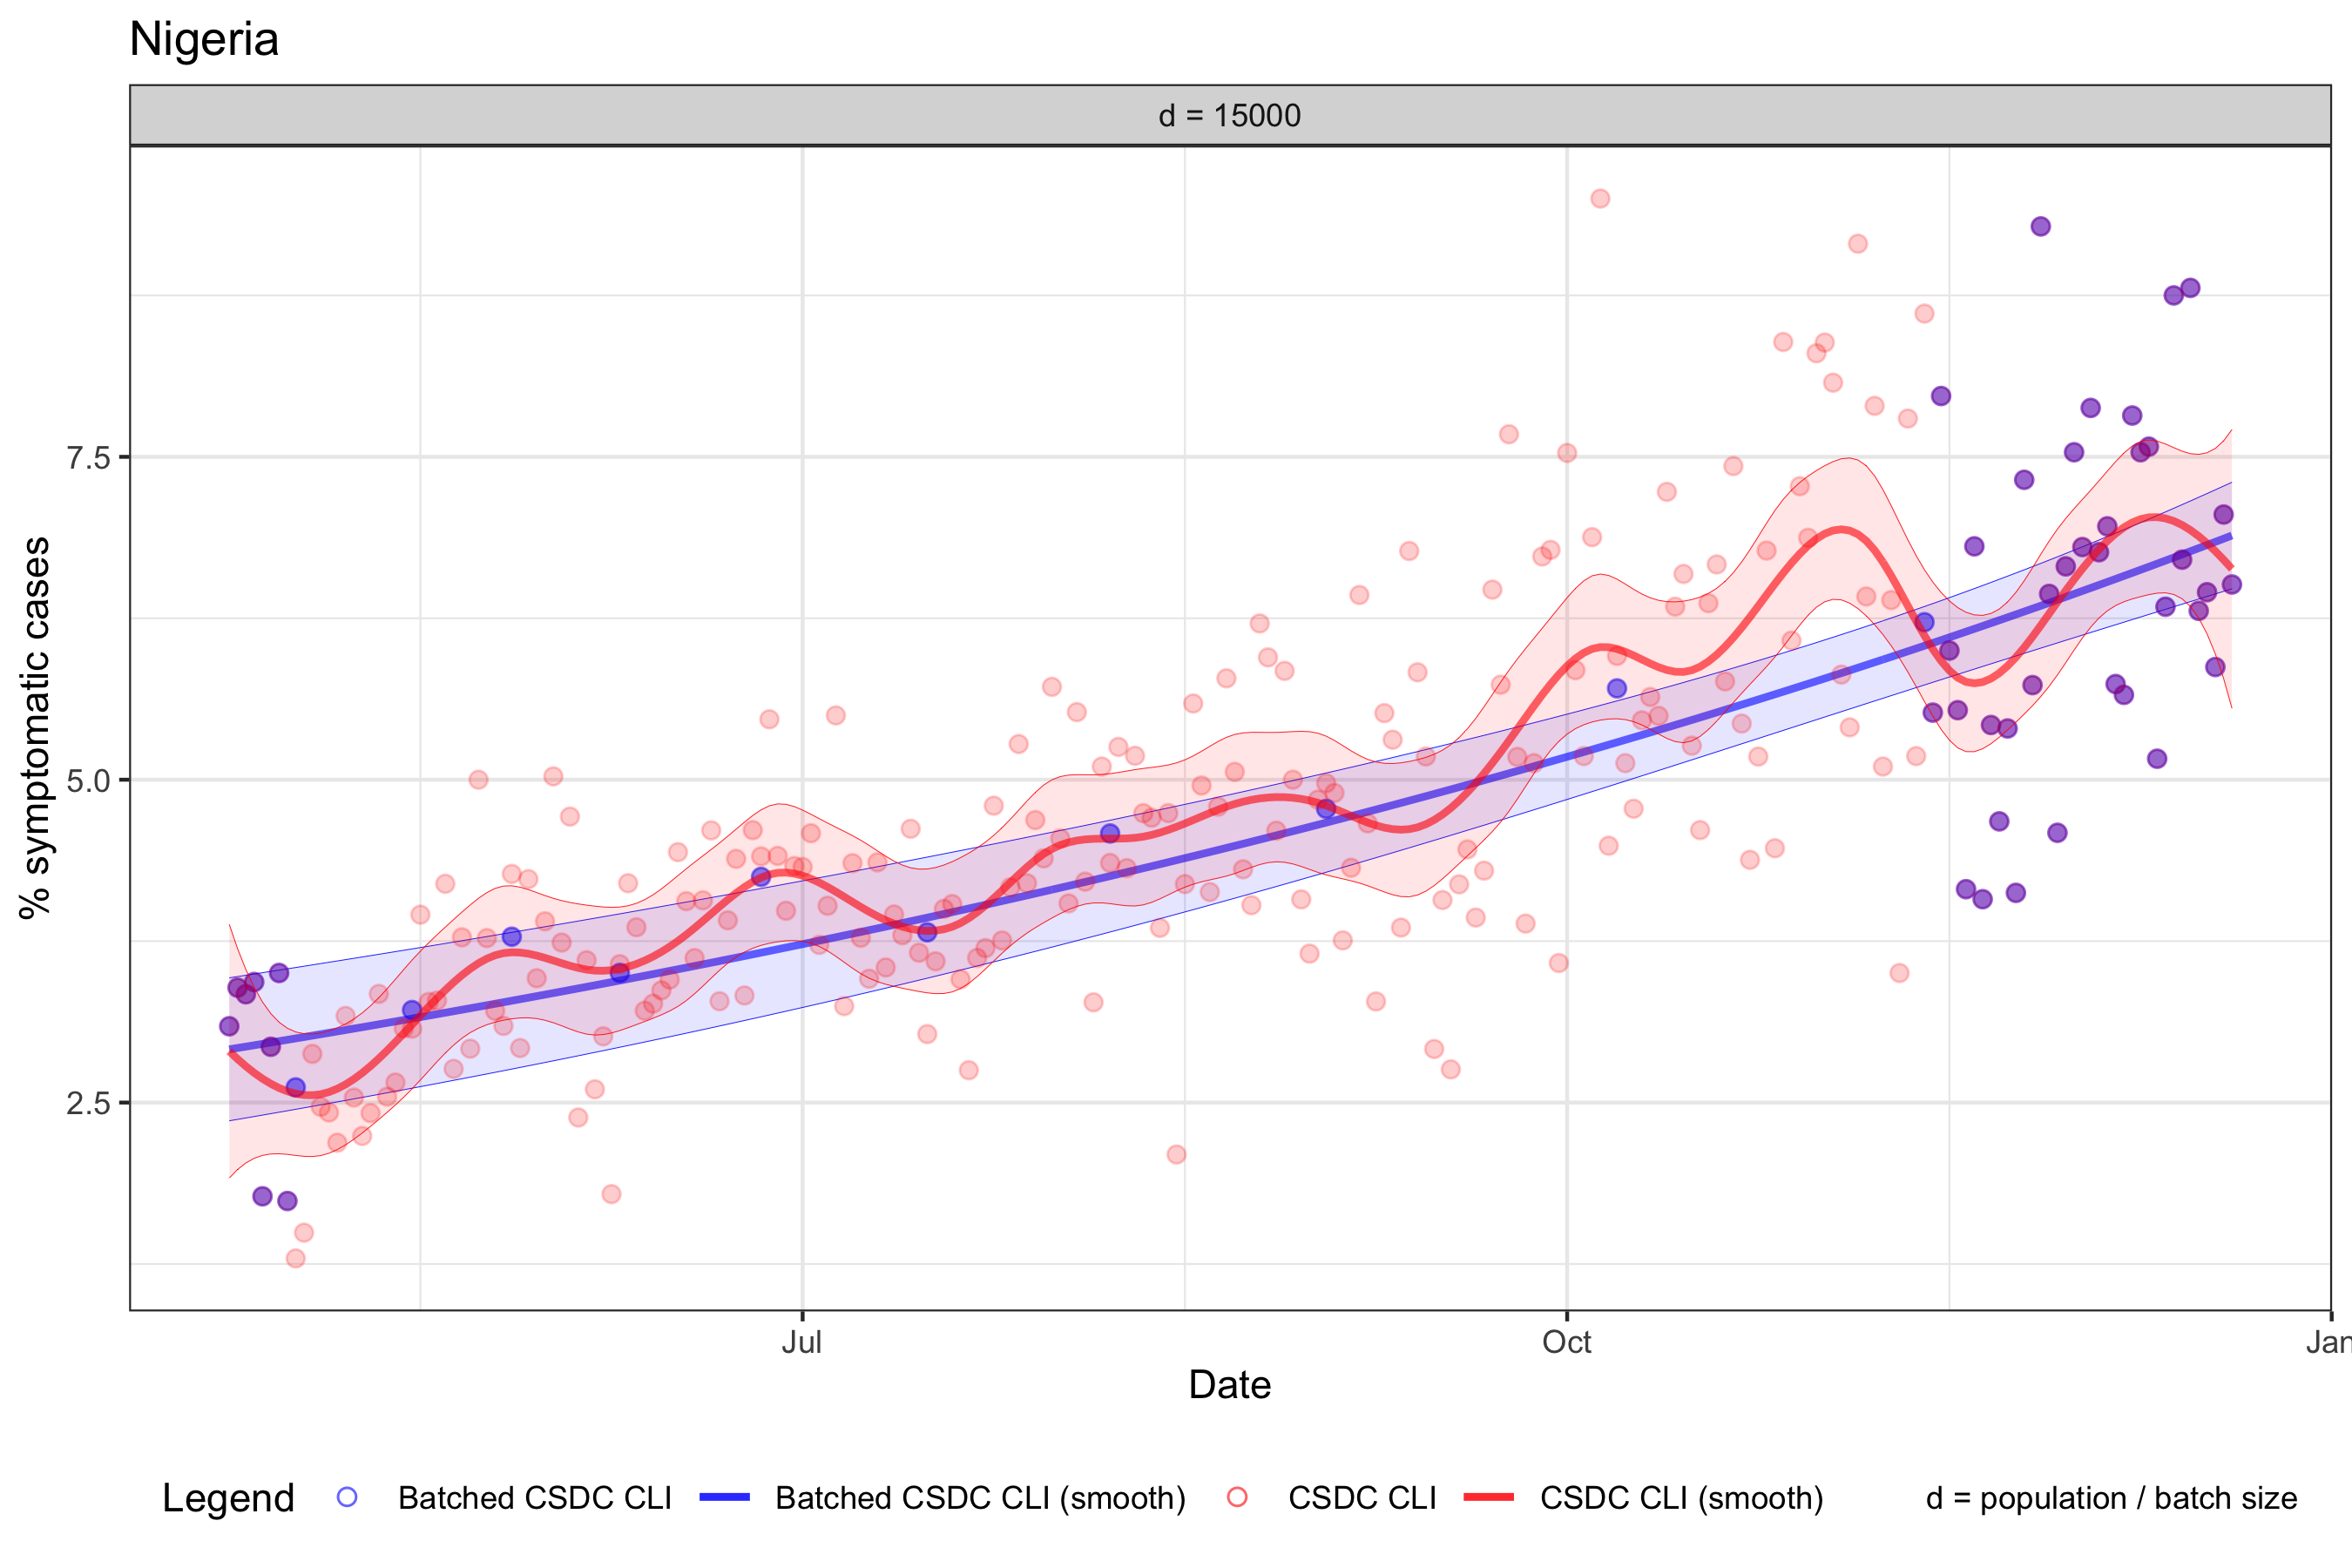 Nigeria
d = 15000
% symptomatic cases
7.5
5.0
2.5
Jul
Oct
Jan
Date
Legend
Batched CSDC CLI
Batched CSDC CLI (smooth)
CSDC CLI
CSDC CLI (smooth)
d = population / batch size